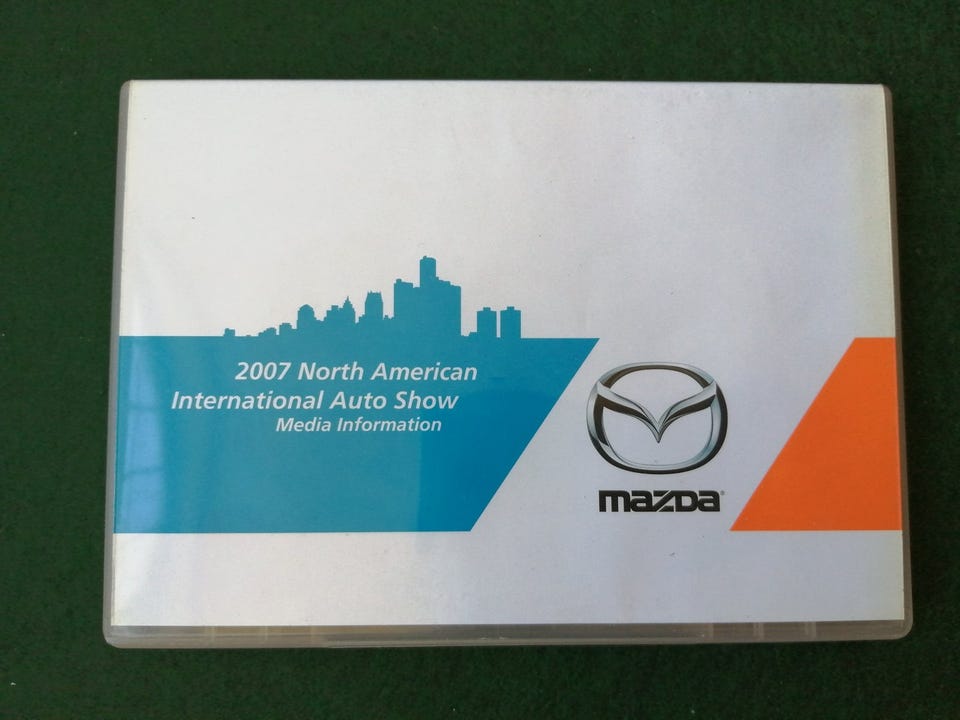 2007 North American
International Auto Show
Media Information
mazda